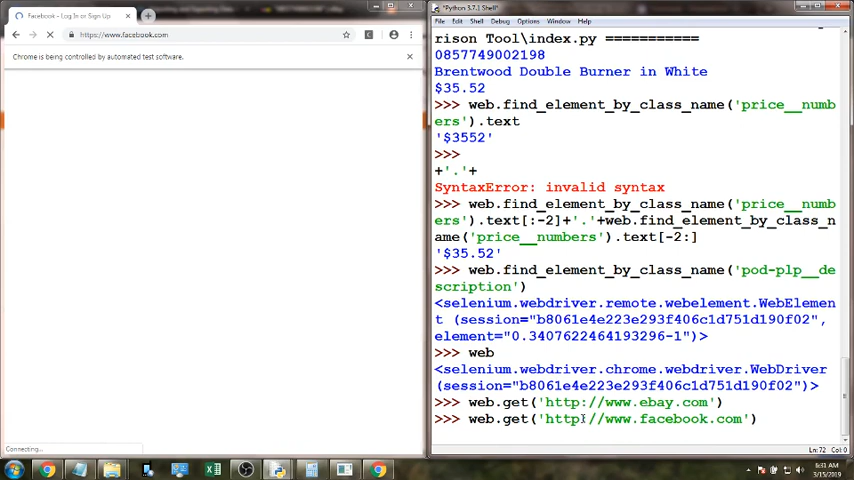 Facebook - Log In or Sign Up
https://www.facebook.com
Chrome is being controlled by automated test software.
Connecting...
*Python 3.7.1 Shell*
File Edit Shell Debug Options Window Help
rison Tool\index.py ===========
0857749002198
Brentwood Double Burner in White
$35.52
>>> web.find_element_by_class_name('price__numb
ers').text
'$3552'
>>>
+'.'+
SyntaxError: invalid syntax
>>> web.find_element_by_class_name('price__numb
ers').text[:-2]+'.'+web.find_element_by_class_n
ame('price__numbers').text[-2:]
'$35.52'
>>> web.find_element_by_class_name('pod-plp__de
scription')
<selenium.webdriver.remote.webelement.WebElemen
t (session="b8061e4e223e293f406c1d751d190f02",
element="0.3407622464193296-1")>
>>> web
<selenium.webdriver.chrome.webdriver.WebDriver
(session="b8061e4e223e293f406c1d751d190f02")>
>>> web.get('http://www.ebay.com')
>>> web.get('http://www.facebook.com')
Ln: 72 Col: 0
6:31 AM
3/15/2019